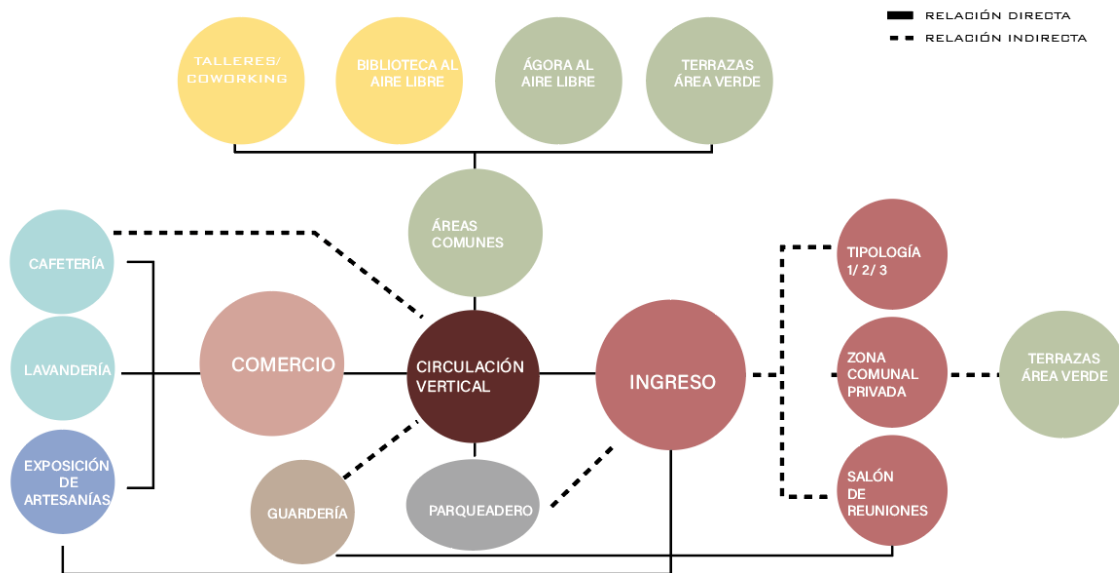 RELACIÓN DIRECTA
RELACIÓN INDIRECTA
TALLERES/
COWORKING
BIBLIOTECA AL
AIRE LIBRE
ÁGORA AL
AIRE LIBRE
TERRAZAS
ÁREA VERDE
ÁREAS
COMUNES
CAFETERÍA
TIPOLOGÍA
1/ 2/ 3
LAVANDERÍA
COMERCIO
CIRCULACIÓN
VERTICAL
INGRESO
ZONA
COMUNAL
PRIVADA
TERRAZAS
ÁREA VERDE
EXPOSICIÓN
DE
ARTESANÍAS
GUARDERÍA
PARQUEADERO
SALÓN
DE
REUNIONES